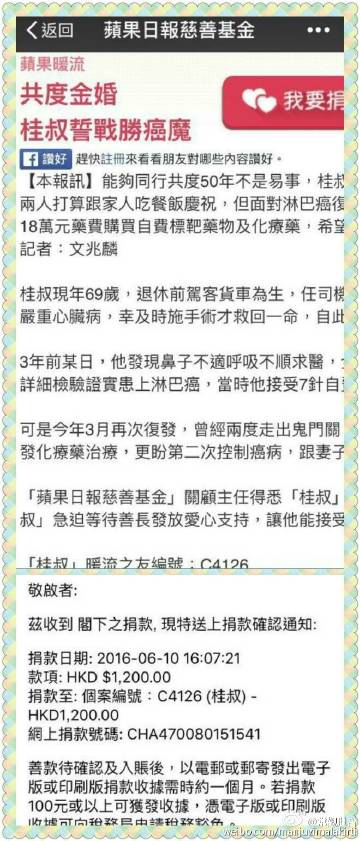 返回 蘋果日報慈善基金
蘋果暖流
共度金婚
桂叔誓戰勝癌魔
我要捐
讚好 趕快註冊來看看朋友對哪些內容讚好。
【本報訊】能夠同行共度50年不是易事，桂叔
兩人打算跟家人吃餐飯慶祝，但面對淋巴癌復
18萬元藥費購買自費標靶藥物及化療藥，希望
記者：文兆麟
桂叔現年69歲，退休前駕客貨車為生，任司機
嚴重心臟病，幸及時施手術才救回一命，自此
3年前某日，他發現鼻子不適呼吸不順求醫，
詳細檢驗證實患上淋巴癌，當時他接受7針自
可是今年3月再次復發，曾經兩度走出鬼門關
發化療藥治療，更盼第二次控制癌病，跟妻子
「蘋果日報慈善基金」關顧主任得悉「桂叔」
叔」急迫等待善長發放愛心支持，讓他能接受
「桂叔」暖流之友編號：C4126
敬啟者:
茲收到 閣下之捐款, 現特送上捐款確認通知:
捐款日期: 2016-06-10 16:07:21
款項: HKD $1,200.00
捐款至: 個案編號：C4126 (桂叔) -
HKD1,200.00
網上捐款號碼: CHA470080151541
善款待確認及入賬後，以電郵或郵寄發出電子
版或印刷版捐款收據需時約一個月。若捐款
100元或以上可獲發收據，憑電子版或印刷版
收據可向稅務局申請稅務豁免。
weibo.com/manjuzimalakirti